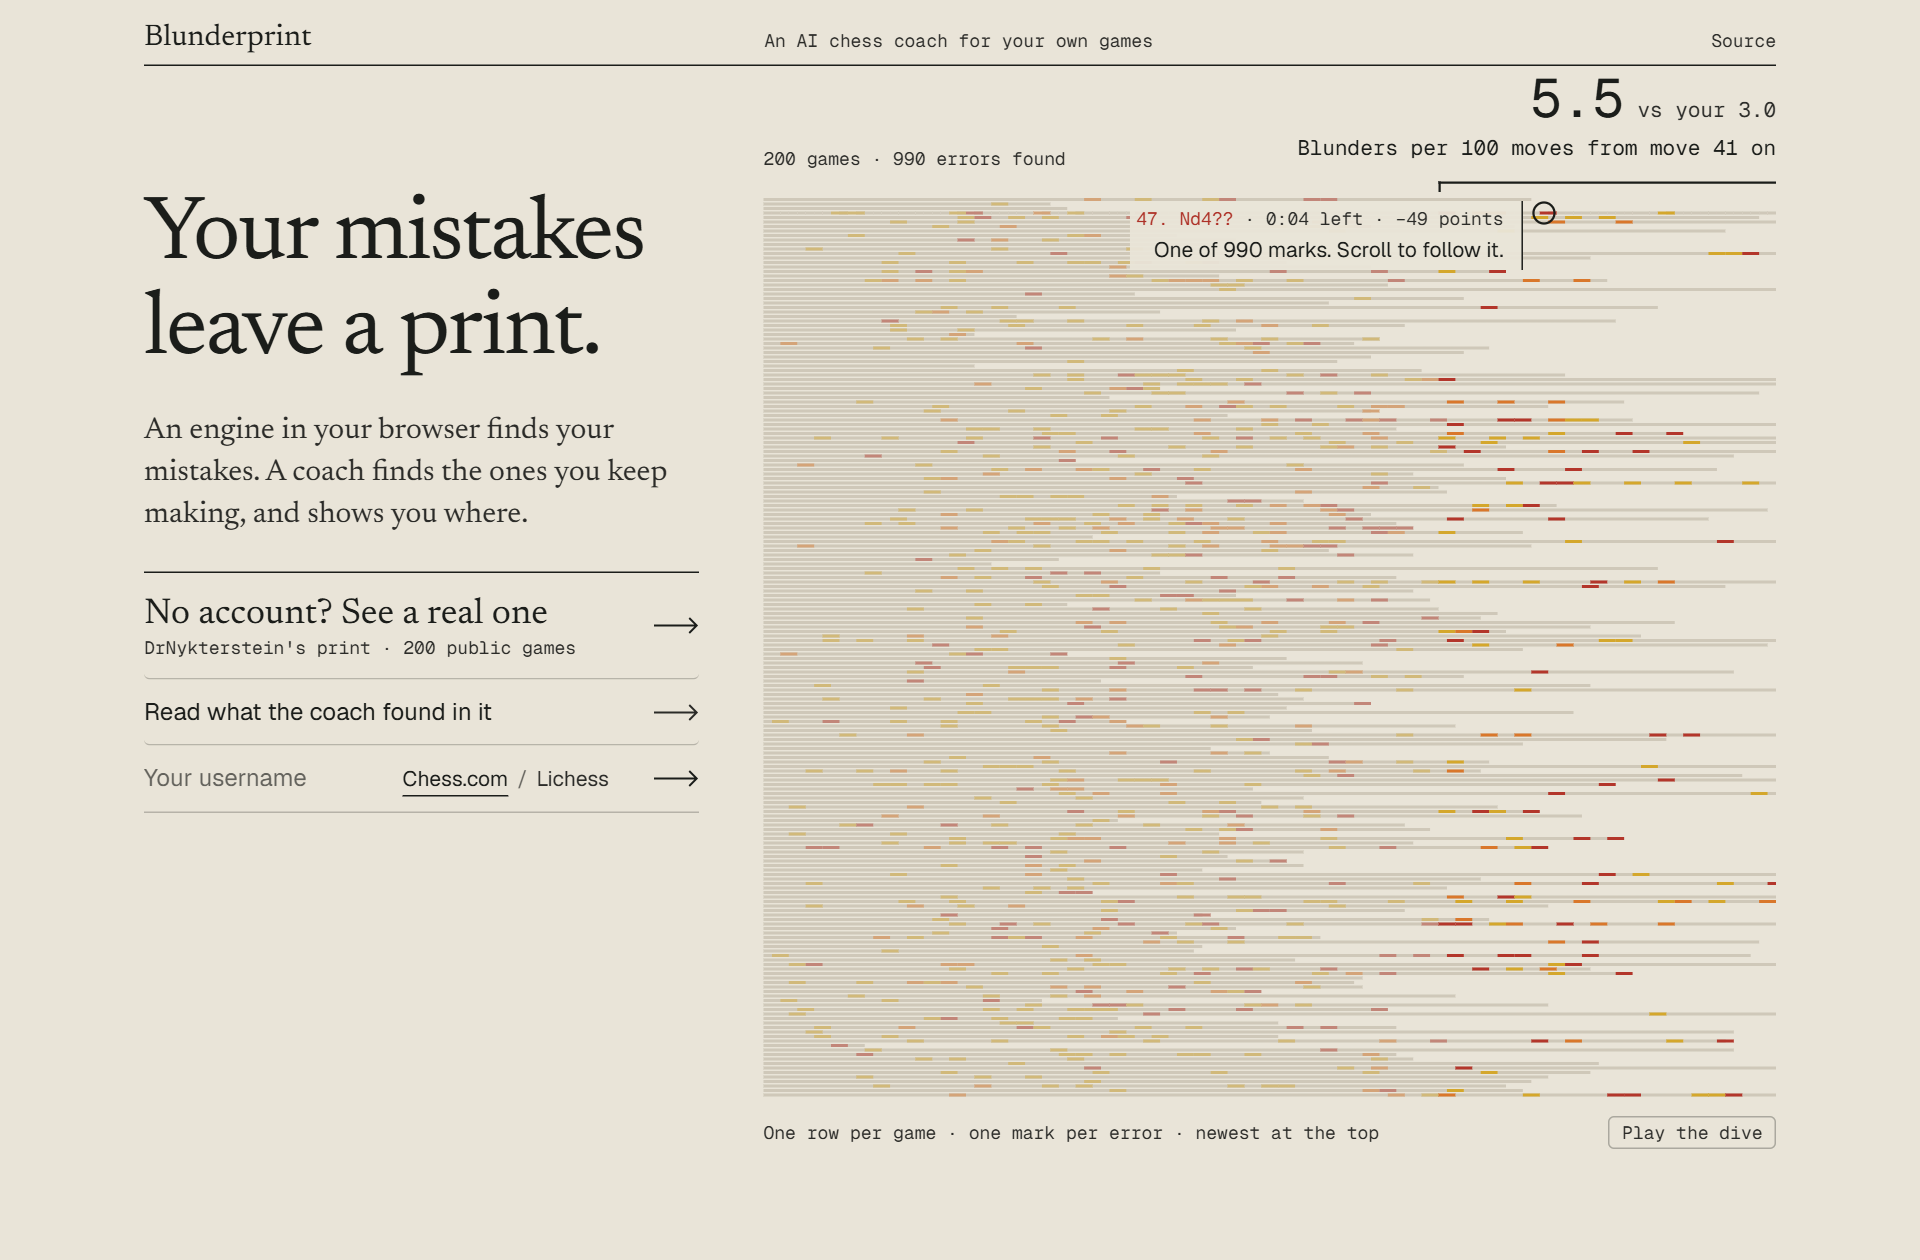 Blunderprint
An AI chess coach for your own games
Source
5.5 vs your 3.0
Blunders per 100 moves from move 41 on
200 games · 990 errors found
47. Nd4?? · 0:04 left · −49 points
One of 990 marks. Scroll to follow it.
Your mistakes
leave a print.
An engine in your browser finds your
mistakes. A coach finds the ones you keep
making, and shows you where.
No account? See a real one
DrNykterstein's print · 200 public games
Read what the coach found in it
Your username
Chess.com / Lichess
One row per game · one mark per error · newest at the top
Play the dive